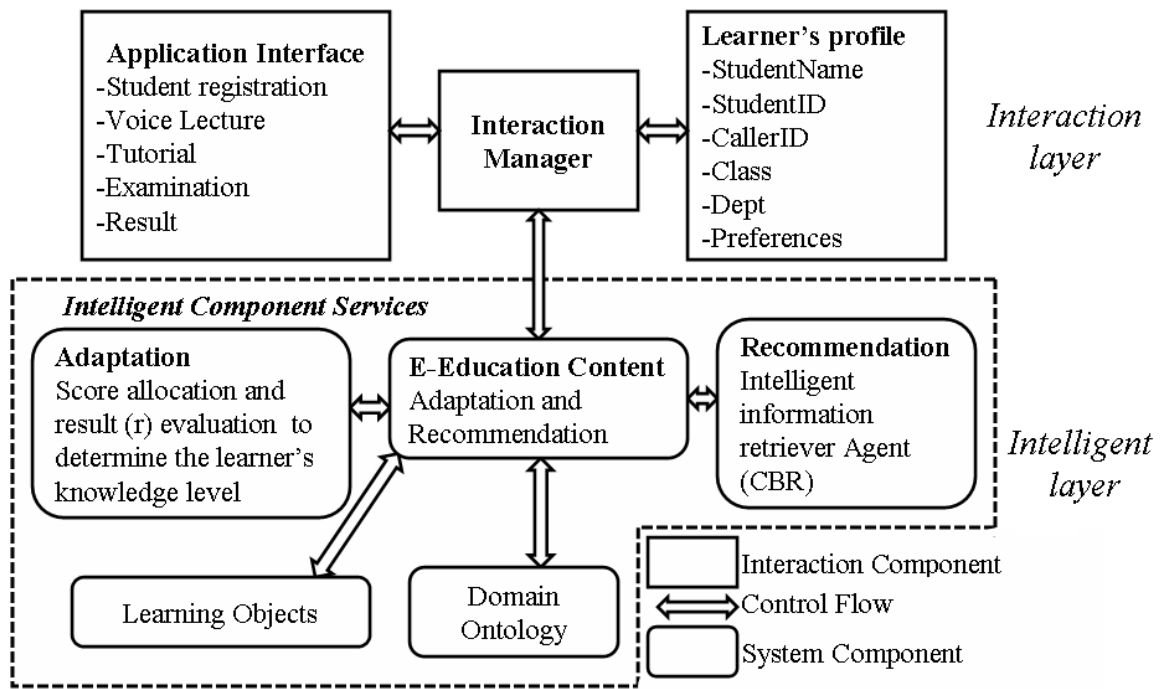 Application Interface
-Student registration
-Voice Lecture
-Tutorial
-Examination
-Result
Interaction
Manager
Learner's profile
-StudentName
-StudentID
-CallerID
-Class
-Dept
-Preferences
Interaction
layer
Intelligent Component Services
Adaptation
Score allocation and
result (r) evaluation to
determine the learner's
knowledge level
E-Education Content
Adaptation and
Recommendation
Recommendation
Intelligent
information
retriever Agent
(CBR)
Intelligent
layer
Learning Objects
Domain
Ontology
Interaction Component
Control Flow
System Component